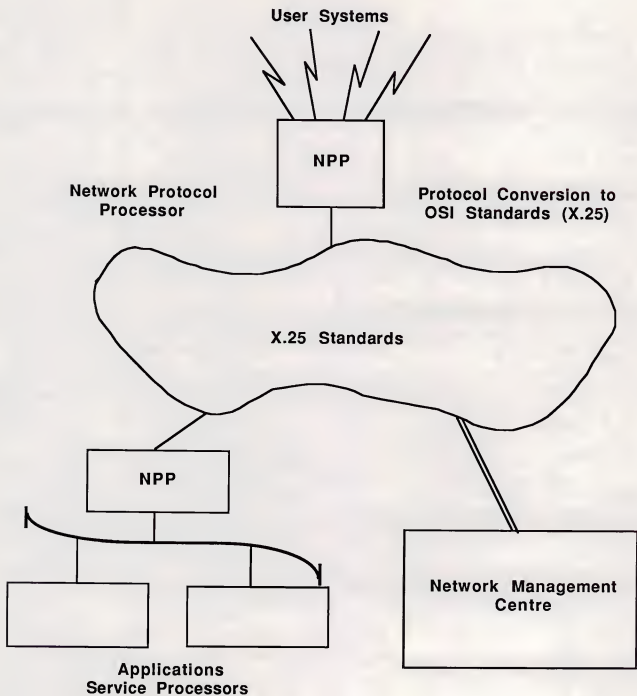 User Systems
NPP
Network Protocol
Processor
Protocol Conversion to
OSI Standards (X.25)
X.25 Standards
NPP
Network Management
Centre
Applications
Service Processors